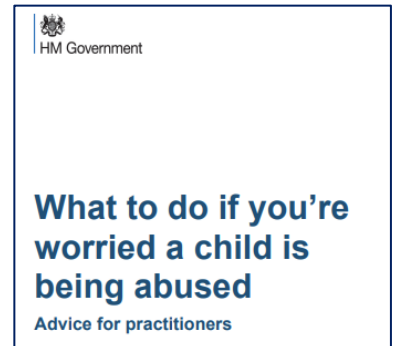 HM Government
What to do if you're
worried a child is
being abused
Advice for practitioners